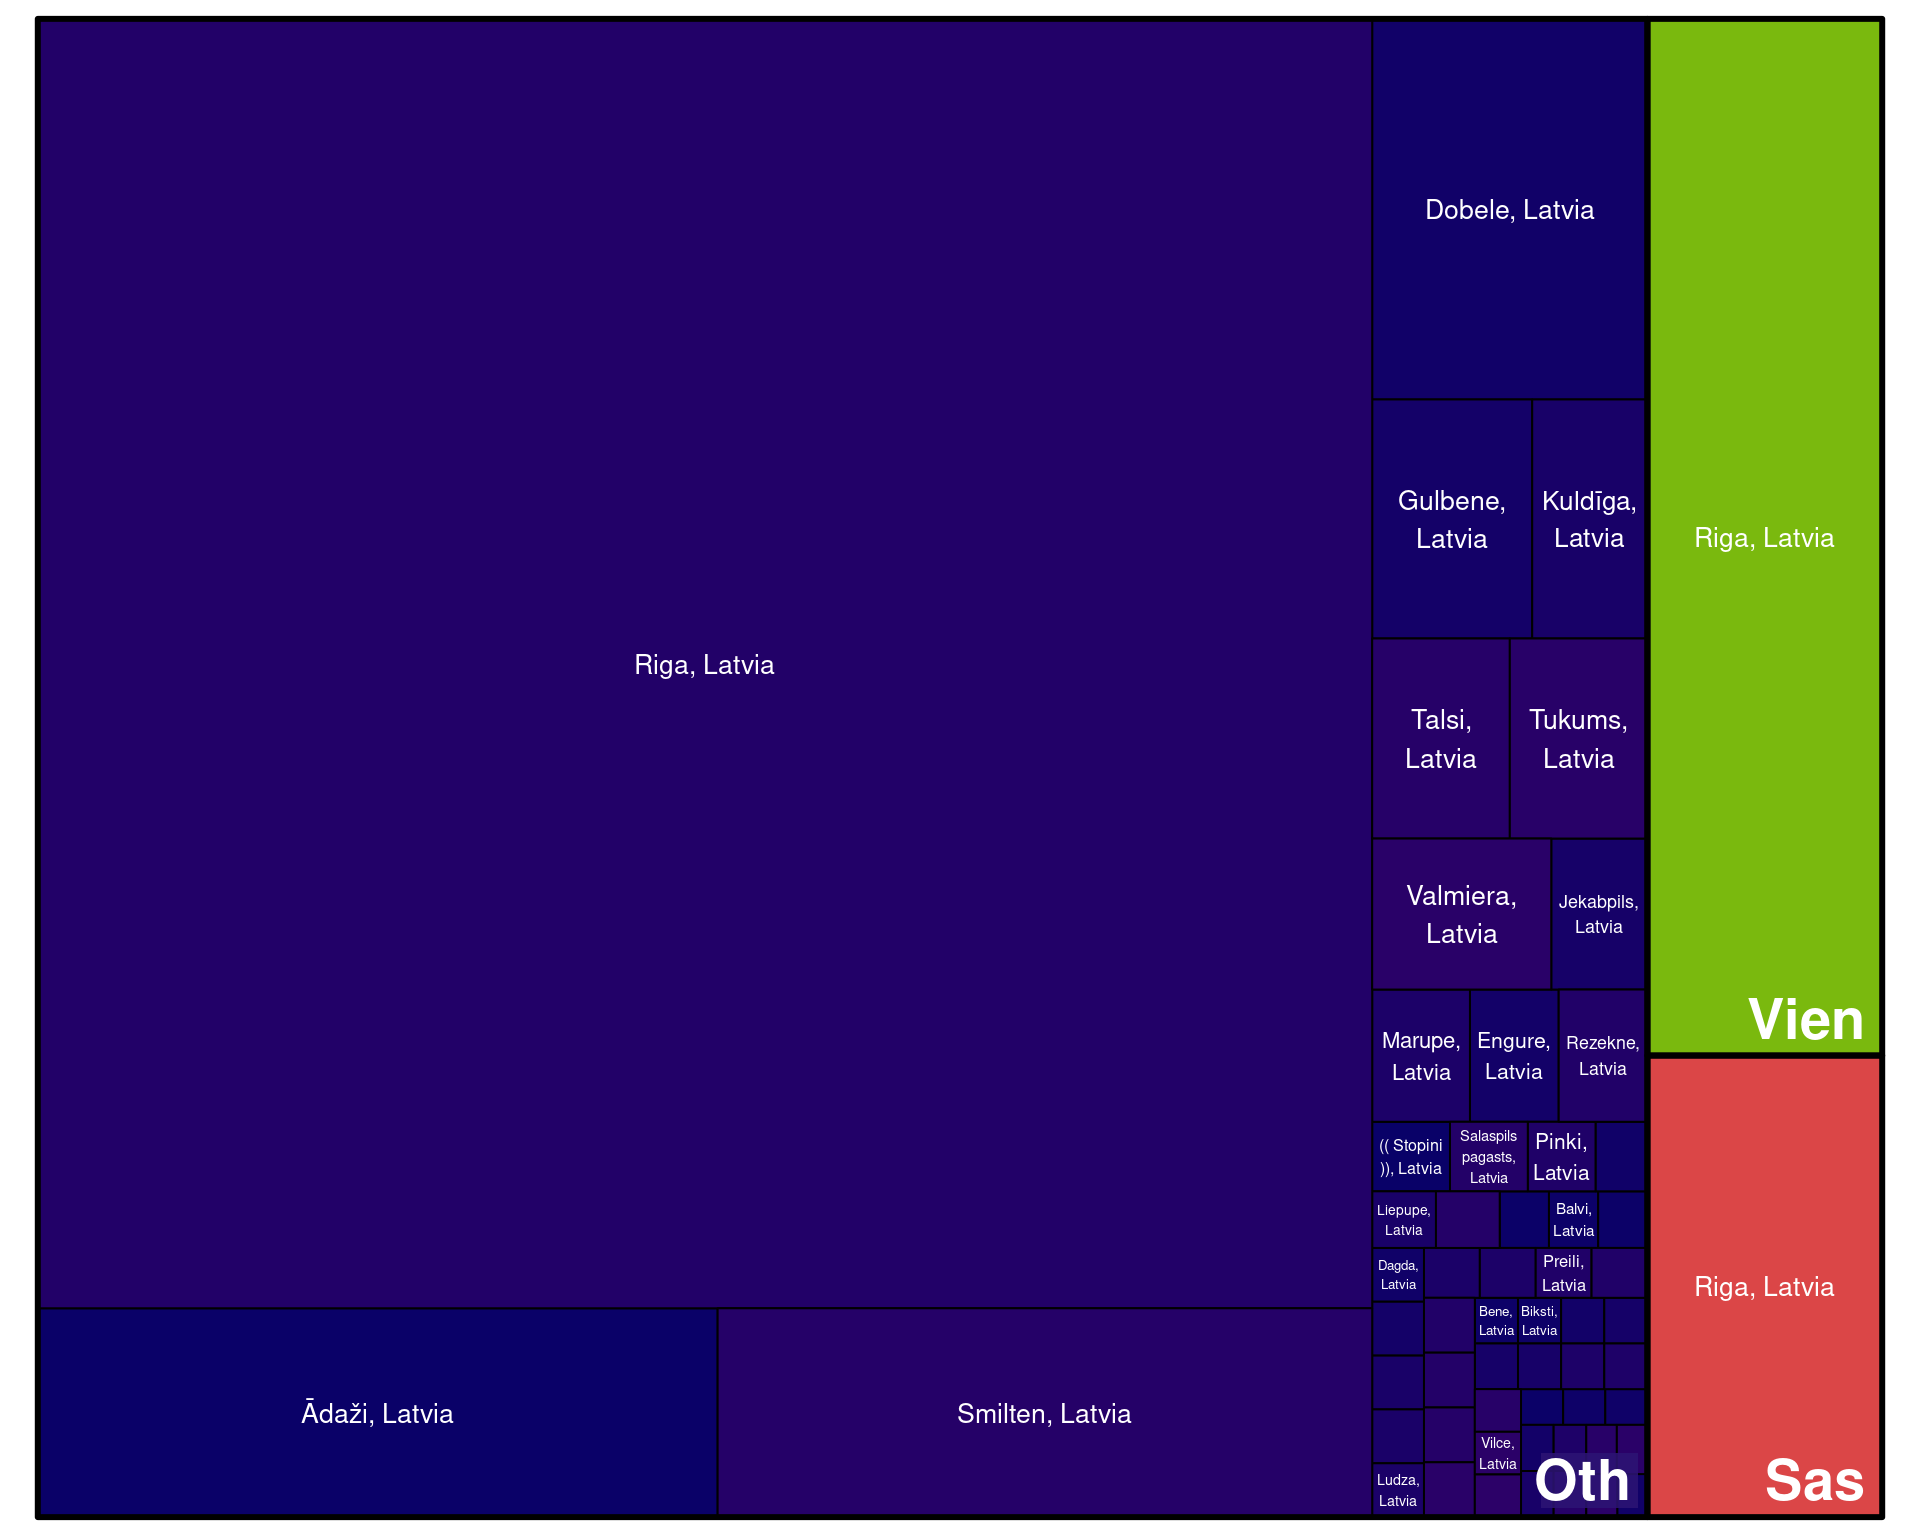 Riga, Latvia
Ādaži, Latvia
Smilten, Latvia
Dobele, Latvia
Gulbene,
Latvia
Kuldīga,
Latvia
Talsi,
Latvia
Tukums,
Latvia
Valmiera,
Latvia
Jekabpils,
Latvia
Marupe,
Latvia
Engure,
Latvia
Rezekne,
Latvia
(( Stopini
)), Latvia
Salaspils
pagasts,
Latvia
Pinki,
Latvia
Liepupe,
Latvia
Balvi,
Latvia
Dagda,
Latvia
Preili,
Latvia
Bene,
Latvia
Biksti,
Latvia
Vilce,
Latvia
Ludza,
Latvia
Oth
Riga, Latvia
Vien
Riga, Latvia
Sas